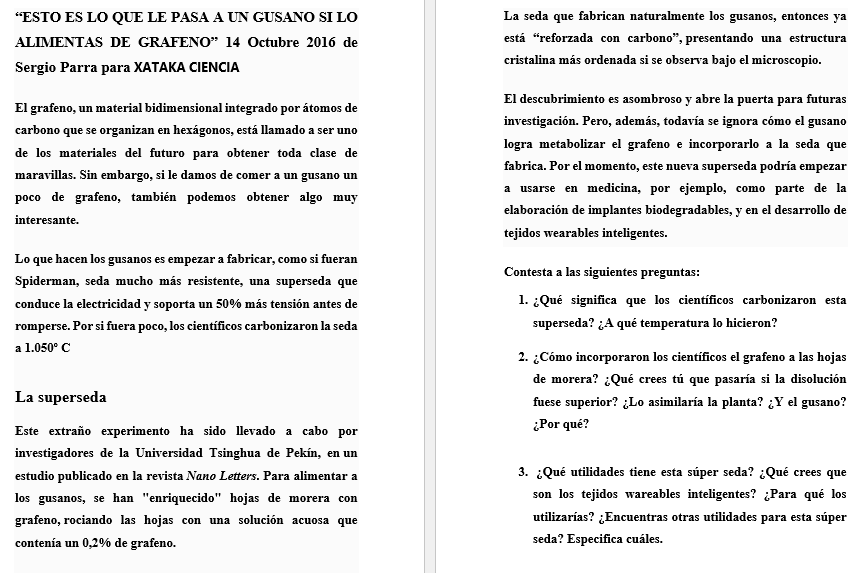 “ESTO ES LO QUE LE PASA A UN GUSANO SI LO
ALIMENTAS DE GRAFENO” 14 Octubre 2016 de
Sergio Parra para XATAKA CIENCIA
El grafeno, un material bidimensional integrado por átomos de
carbono que se organizan en hexágonos, está llamado a ser uno
de los materiales del futuro para obtener toda clase de
maravillas. Sin embargo, si le damos de comer a un gusano un
poco de grafeno, también podemos obtener algo muy
interesante.
Lo que hacen los gusanos es empezar a fabricar, como si fueran
Spiderman, seda mucho más resistente, una superseda que
conduce la electricidad y soporta un 50% más tensión antes de
romperse. Por si fuera poco, los científicos carbonizaron la seda
a 1.050º C
La superseda
Este extraño experimento ha sido llevado a cabo por
investigadores de la Universidad Tsinghua de Pekín, en un
estudio publicado en la revista Nano Letters. Para alimentar a
los gusanos, se han "enriquecido" hojas de morera con
grafeno, rociando las hojas con una solución acuosa que
contenía un 0,2% de grafeno.
La seda que fabrican naturalmente los gusanos, entonces ya
está “reforzada con carbono”, presentando una estructura
cristalina más ordenada si se observa bajo el microscopio.
El descubrimiento es asombroso y abre la puerta para futuras
investigación. Pero, además, todavía se ignora cómo el gusano
logra metabolizar el grafeno e incorporarlo a la seda que
fabrica. Por el momento, este nueva superseda podría empezar
a usarse en medicina, por ejemplo, como parte de la
elaboración de implantes biodegradables, y en el desarrollo de
tejidos wearables inteligentes.
Contesta a las siguientes preguntas:
1. ¿Qué significa que los científicos carbonizaron esta
superseda? ¿A qué temperatura lo hicieron?
2. ¿Cómo incorporaron los científicos el grafeno a las hojas
de morera? ¿Qué crees tú que pasaría si la disolución
fuese superior? ¿Lo asimilaría la planta? ¿Y el gusano?
¿Por qué?
3. ¿Qué utilidades tiene esta súper seda? ¿Qué crees que
son los tejidos wareables inteligentes? ¿Para qué los
utilizarías? ¿Encuentras otras utilidades para esta súper
seda? Especifica cuáles.